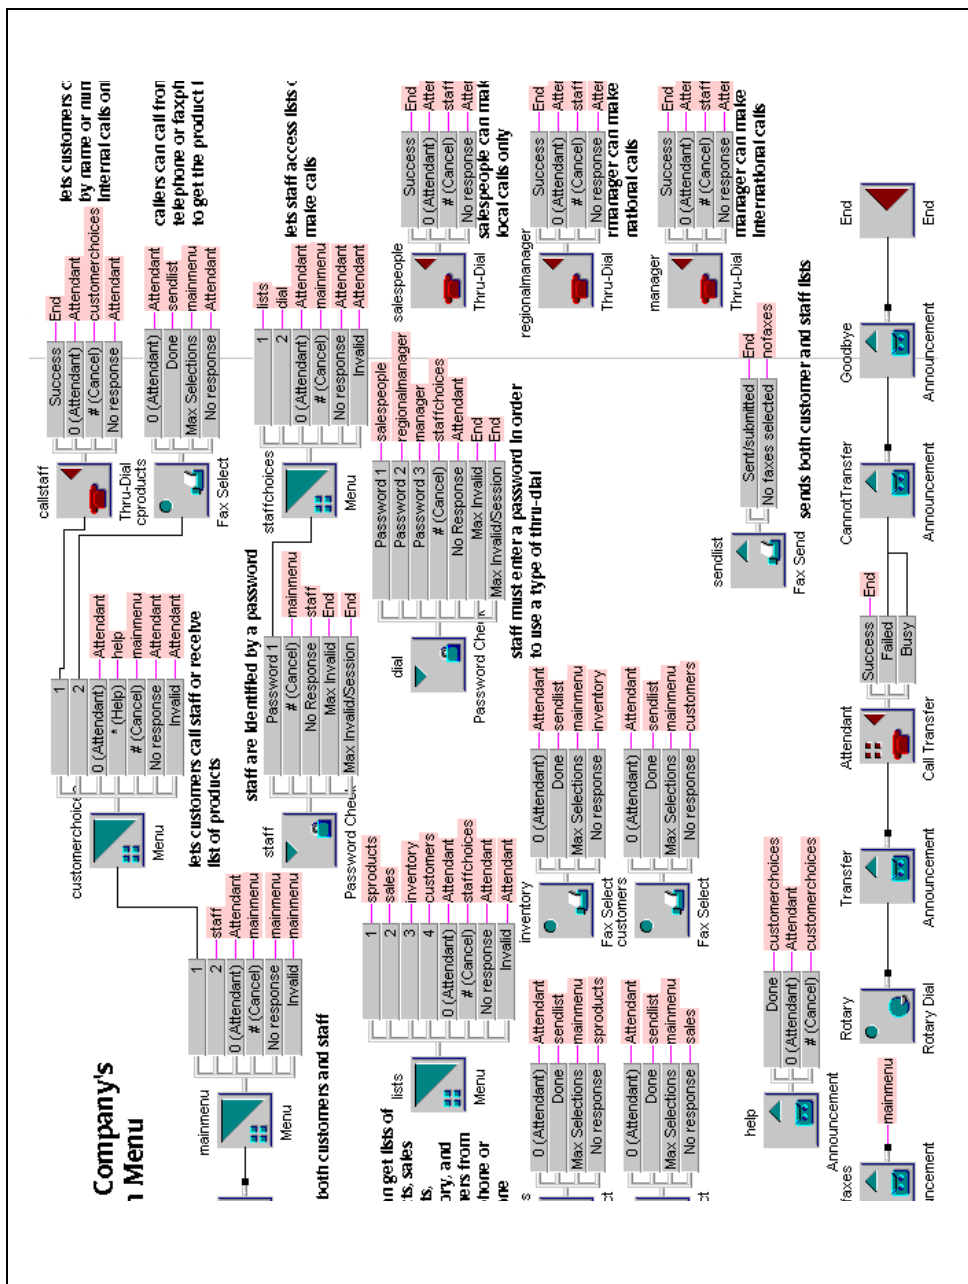 Company's
Menu
mainmenu
Menu
1
2
staff
0 (Attendant)
Attendant
# (Cancel)
mainmenu
No response
mainmenu
Invalid
mainmenu
both customers and staff
customerchoices
Menu
1
2
0 (Attendant)
Attendant
* (Help)
help
# (Cancel)
mainmenu
No response
Attendant
Invalid
Attendant
lets customers call staff or receive
list of products
callstaff
Thru-Dial
Success
End
0 (Attendant)
Attendant
# (Cancel)
customerchoices
No response
Attendant
lets customers
by name or
Internal calls
cproducts
Fax Select
0 (Attendant)
Attendant
Done
sendlist
Max Selections
mainmenu
No response
Attendant
callers can call from
telephone or
to get the product
staff are identified by a password
staff
Password Check
Password 1
# (Cancel)
mainmenu
No Response
staff
Max Invalid
End
Max Invalid/Session
End
staffchoices
Menu
1
lists
2
dial
0 (Attendant)
Attendant
# (Cancel)
mainmenu
No response
Attendant
Invalid
Attendant
lets staff access lists
make calls
get lists of
sales
and
from
or
lists
Menu
1
sproducts
2
sales
3
inventory
4
customers
0 (Attendant)
Attendant
# (Cancel)
staffchoices
No response
Attendant
Invalid
Attendant
dial
Password Check
Password 1
salespeople
Password 2
regionalmanager
Password 3
manager
# (Cancel)
staffchoices
No Response
Attendant
Max Invalid
End
Max Invalid/Session
End
staff must enter a password in order
to use a type of thru-dial
salespeople
Thru-Dial
Success
End
0 (Attendant)
# (Cancel)
staff
No response
salespeople can
local calls only
regionalmanager
Thru-Dial
Success
End
0 (Attendant)
# (Cancel)
staff
No response
rmanager can make
national calls
manager
Thru-Dial
Success
End
0 (Attendant)
# (Cancel)
staff
No response
manager can make
International calls
0 (Attendant)
Attendant
Done
sendlist
Max Selections
mainmenu
No response
sproducts
inventory
Fax Select
0 (Attendant)
Attendant
Done
sendlist
Max Selections
mainmenu
No response
inventory
0 (Attendant)
Attendant
Done
sendlist
Max Selections
mainmenu
No response
sales
customers
Fax Select
0 (Attendant)
Attendant
Done
sendlist
Max Selections
mainmenu
No response
customers
sendlist
Fax Send
Sent/submitted
End
No faxes selected
nofaxes
sends both customer and staff lists
help
Announcement
Done
customerchoices
0 (Attendant)
Attendant
# (Cancel)
customerchoices
faxes
mainmenu
Rotary
Rotary Dial
Transfer
Announcement
Attendant
Call Transfer
Success
End
Failed
Busy
CannotTransfer
Announcement
Goodbye
Announcement
End
End